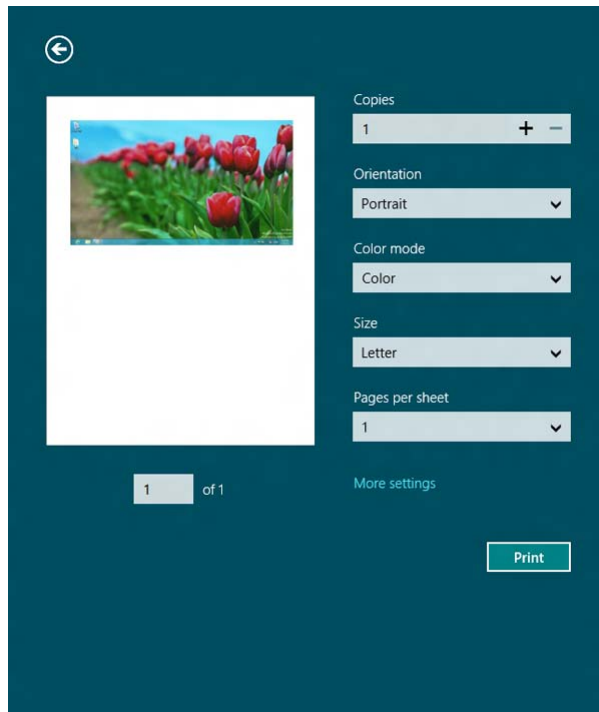 Copies
1
Orientation
Portrait
Color mode
Color
Size
Letter
Pages per sheet
1
1 of 1
More settings
Print